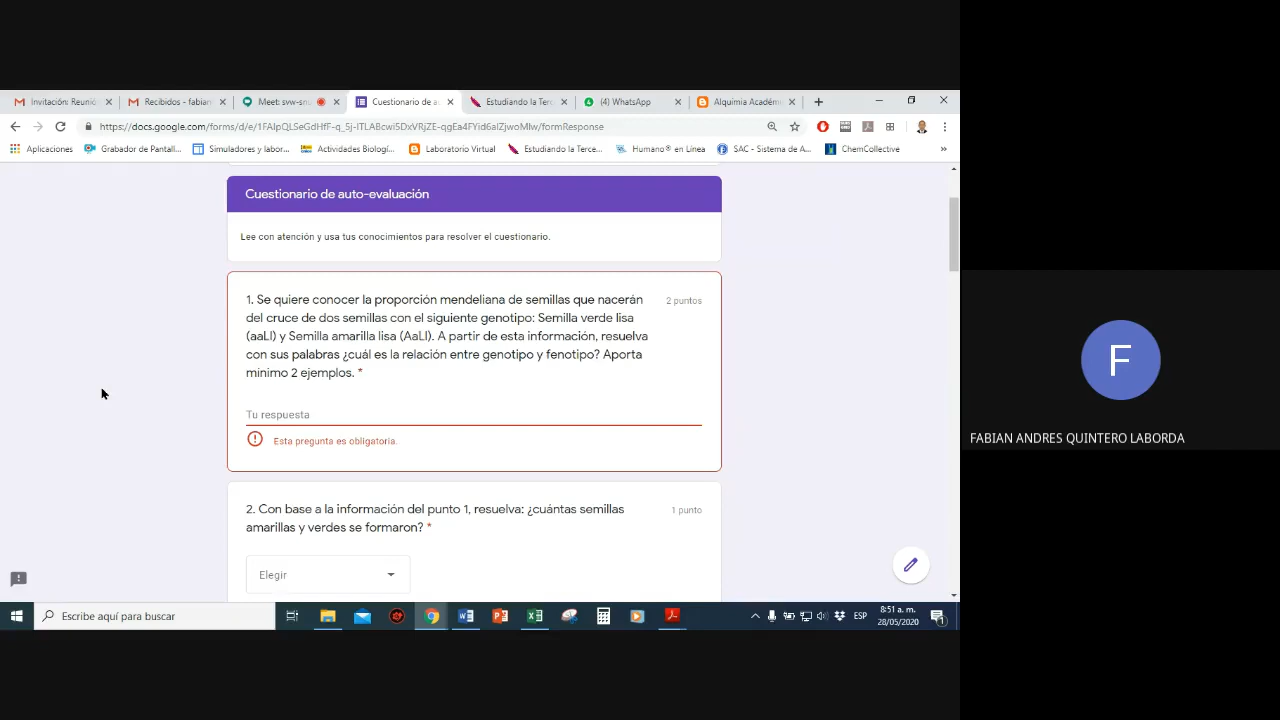 Invitación: Reunió
Recibidos - fabian
Meet: svw-sn
Cuestionario de au
Estudiando la Terc
(4) WhatsApp
Alquimia Académ
https://docs.google.com/forms/d/e/
/formResponse
Aplicaciones
Grabador de Pantall...
Simuladores y labor...
Actividades Biologí...
Laboratorio Virtual
Estudiando la Terce...
Humano® en Línea
SAC - Sistema de A...
ChemCollective
»
Cuestionario de auto-evaluación
Lee con atención y usa tus conocimientos para resolver el cuestionario.
1. Se quiere conocer la proporción mendeliana de semillas que nacerán
2 puntos
del cruce de dos semillas con el siguiente genotipo: Semilla verde lisa
(aaLl) y Semilla amarilla lisa (AaLl). A partir de esta información, resuelva
con sus palabras ¿cuál es la relación entre genotipo y fenotipo? Aporta
mínimo 2 ejemplos. *
Tu respuesta
Esta pregunta es obligatoria.
2. Con base a la información del punto 1, resuelva: ¿cuántas semillas
1 punto
amarillas y verdes se formaron? *
Elegir
Escribe aquí para buscar
ESP
8:51 a. m.
28/05/2020
1
F
FABIAN ANDRES QUINTERO LABORDA